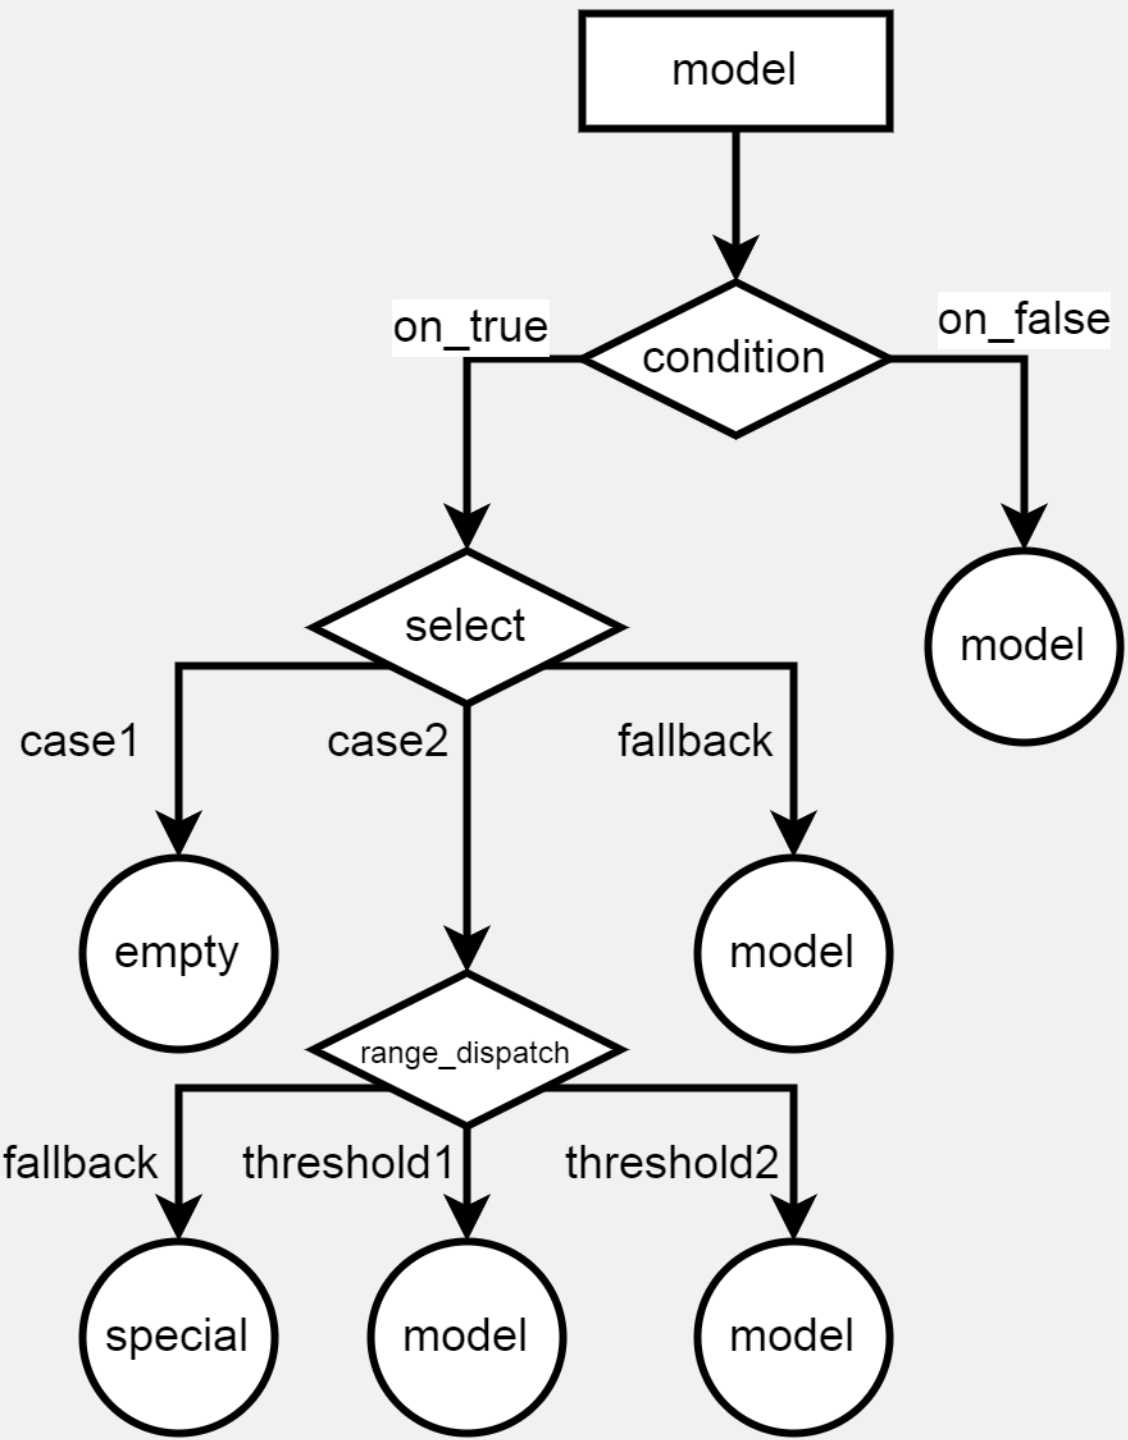 model
on_true
on_false
condition
select
model
case1
case2
fallback
empty
model
range_dispatch
fallback
threshold1
threshold2
special
model
model